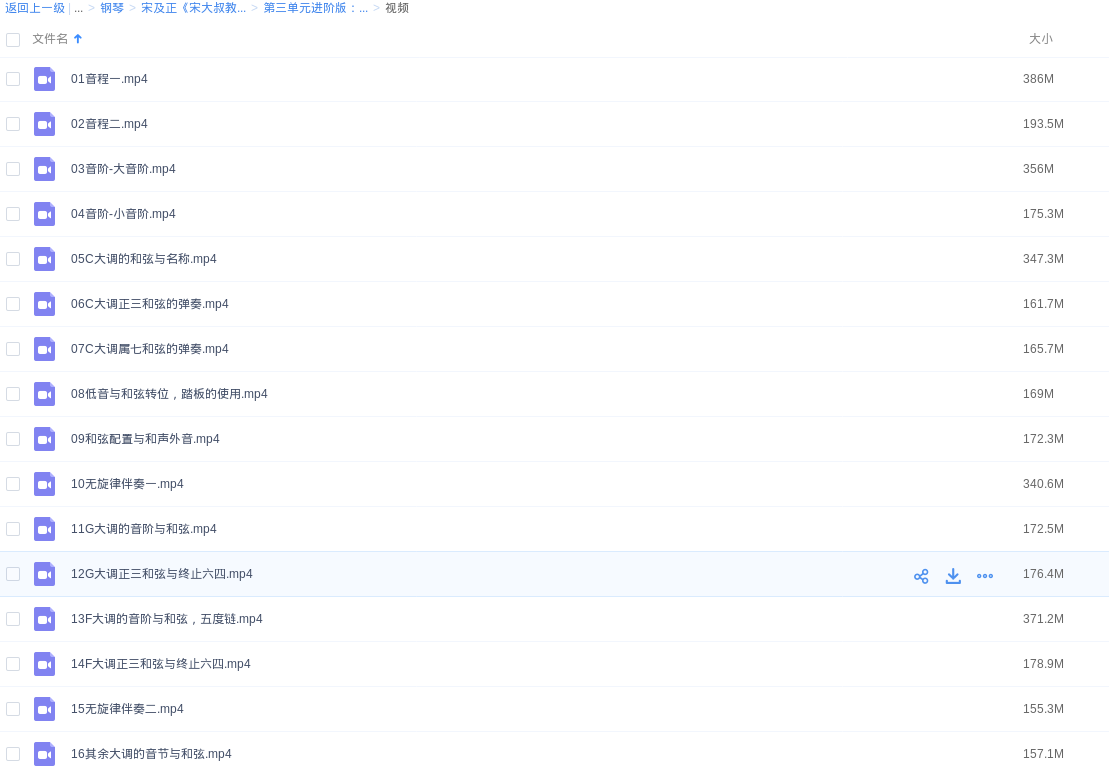 返回上一级 | ... > 钢琴 > 宋及正《宋大叔教... > 第三单元进阶版：... > 视频
文件名 大小
01音程一.mp4 386M
02音程二.mp4 193.5M
03音阶-大音阶.mp4 356M
04音阶-小音阶.mp4 175.3M
05C大调的和弦与名称.mp4 347.3M
06C大调正三和弦的弹奏.mp4 161.7M
07C大调属七和弦的弹奏.mp4 165.7M
08低音与和弦转位，踏板的使用.mp4 169M
09和弦配置与和声外音.mp4 172.3M
10无旋律伴奏一.mp4 340.6M
11G大调的音阶与和弦.mp4 172.5M
12G大调正三和弦与终止六四.mp4 176.4M
13F大调的音阶与和弦，五度链.mp4 371.2M
14F大调正三和弦与终止六四.mp4 178.9M
15无旋律伴奏二.mp4 155.3M
16其余大调的音节与和弦.mp4 157.1M